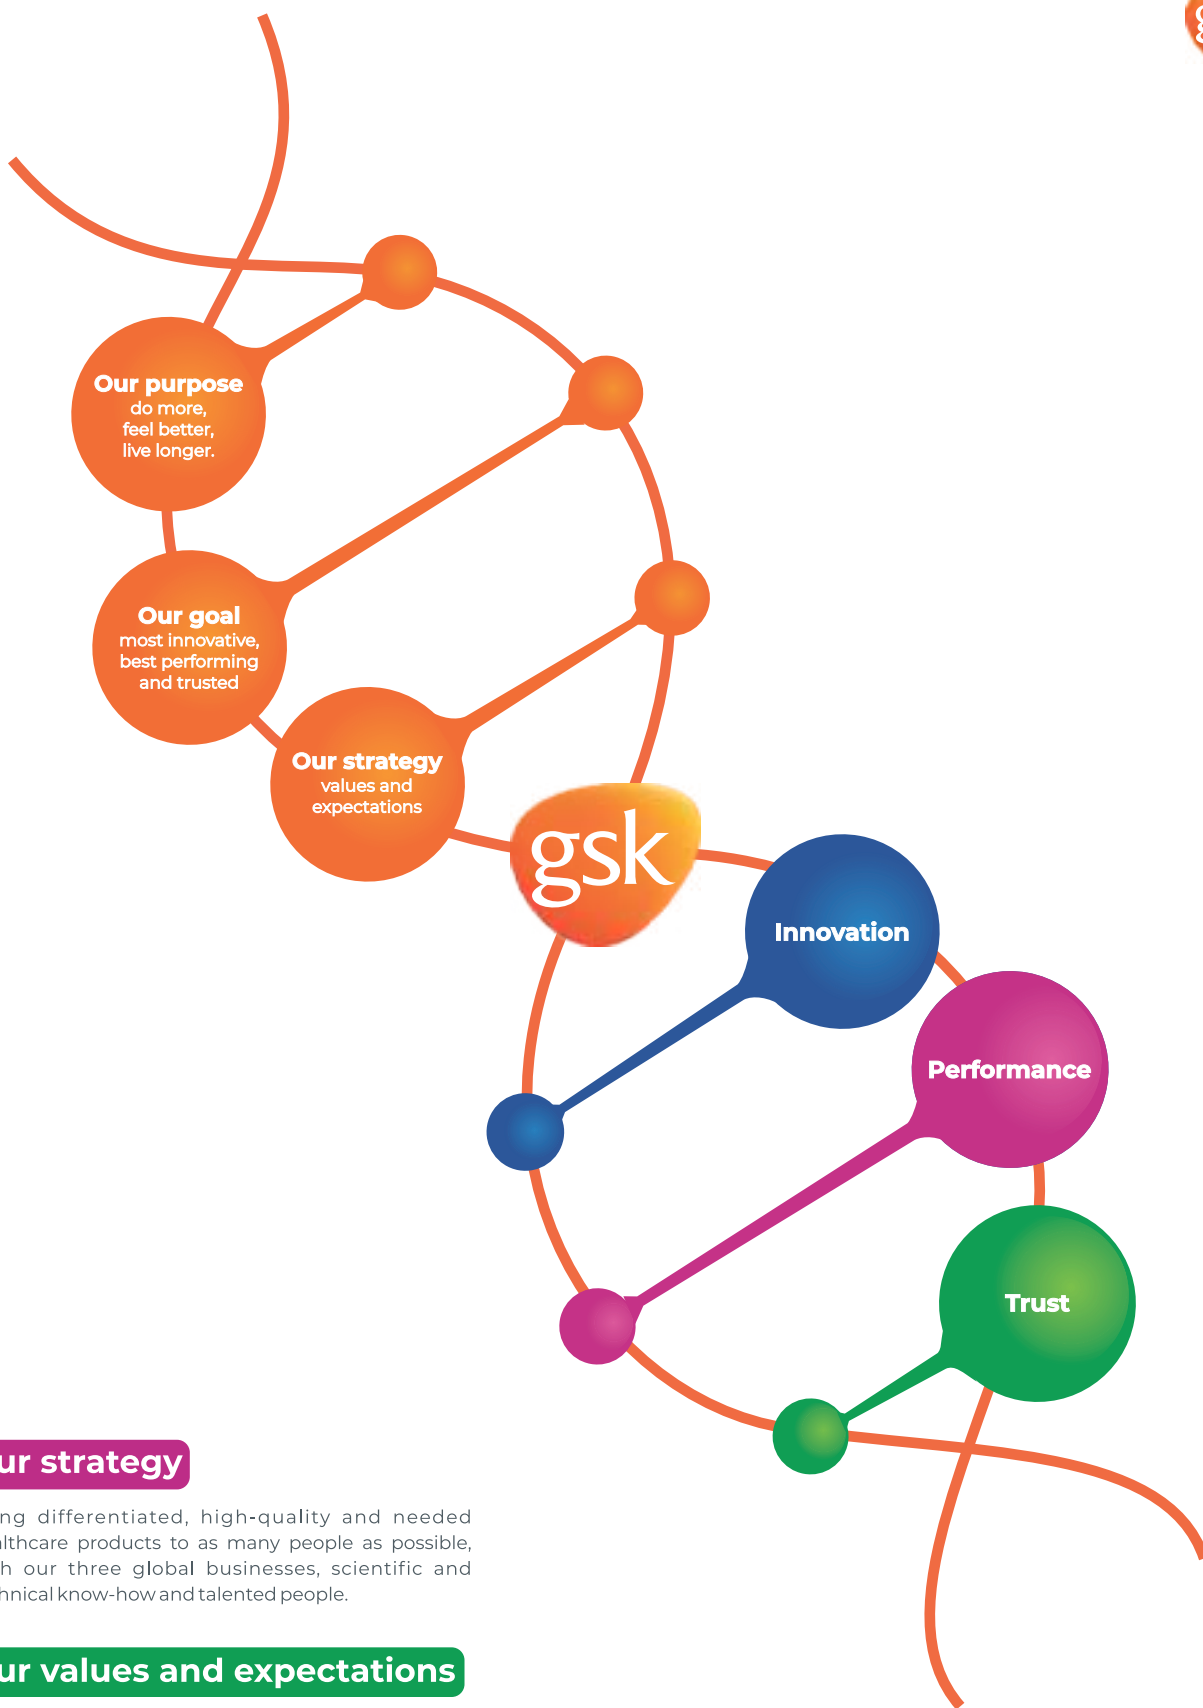 Our purpose
do more,
feel better,
live longer.
Our goal
most innovative,
best performing
and trusted
Our strategy
values and
expectations
gsk
Innovation
Performance
Trust
ur strategy
ng differentiated, high-quality and needed
lthcare products to as many people as possible,
h our three global businesses, scientific and
hnical know-how and talented people.
ur values and expectations